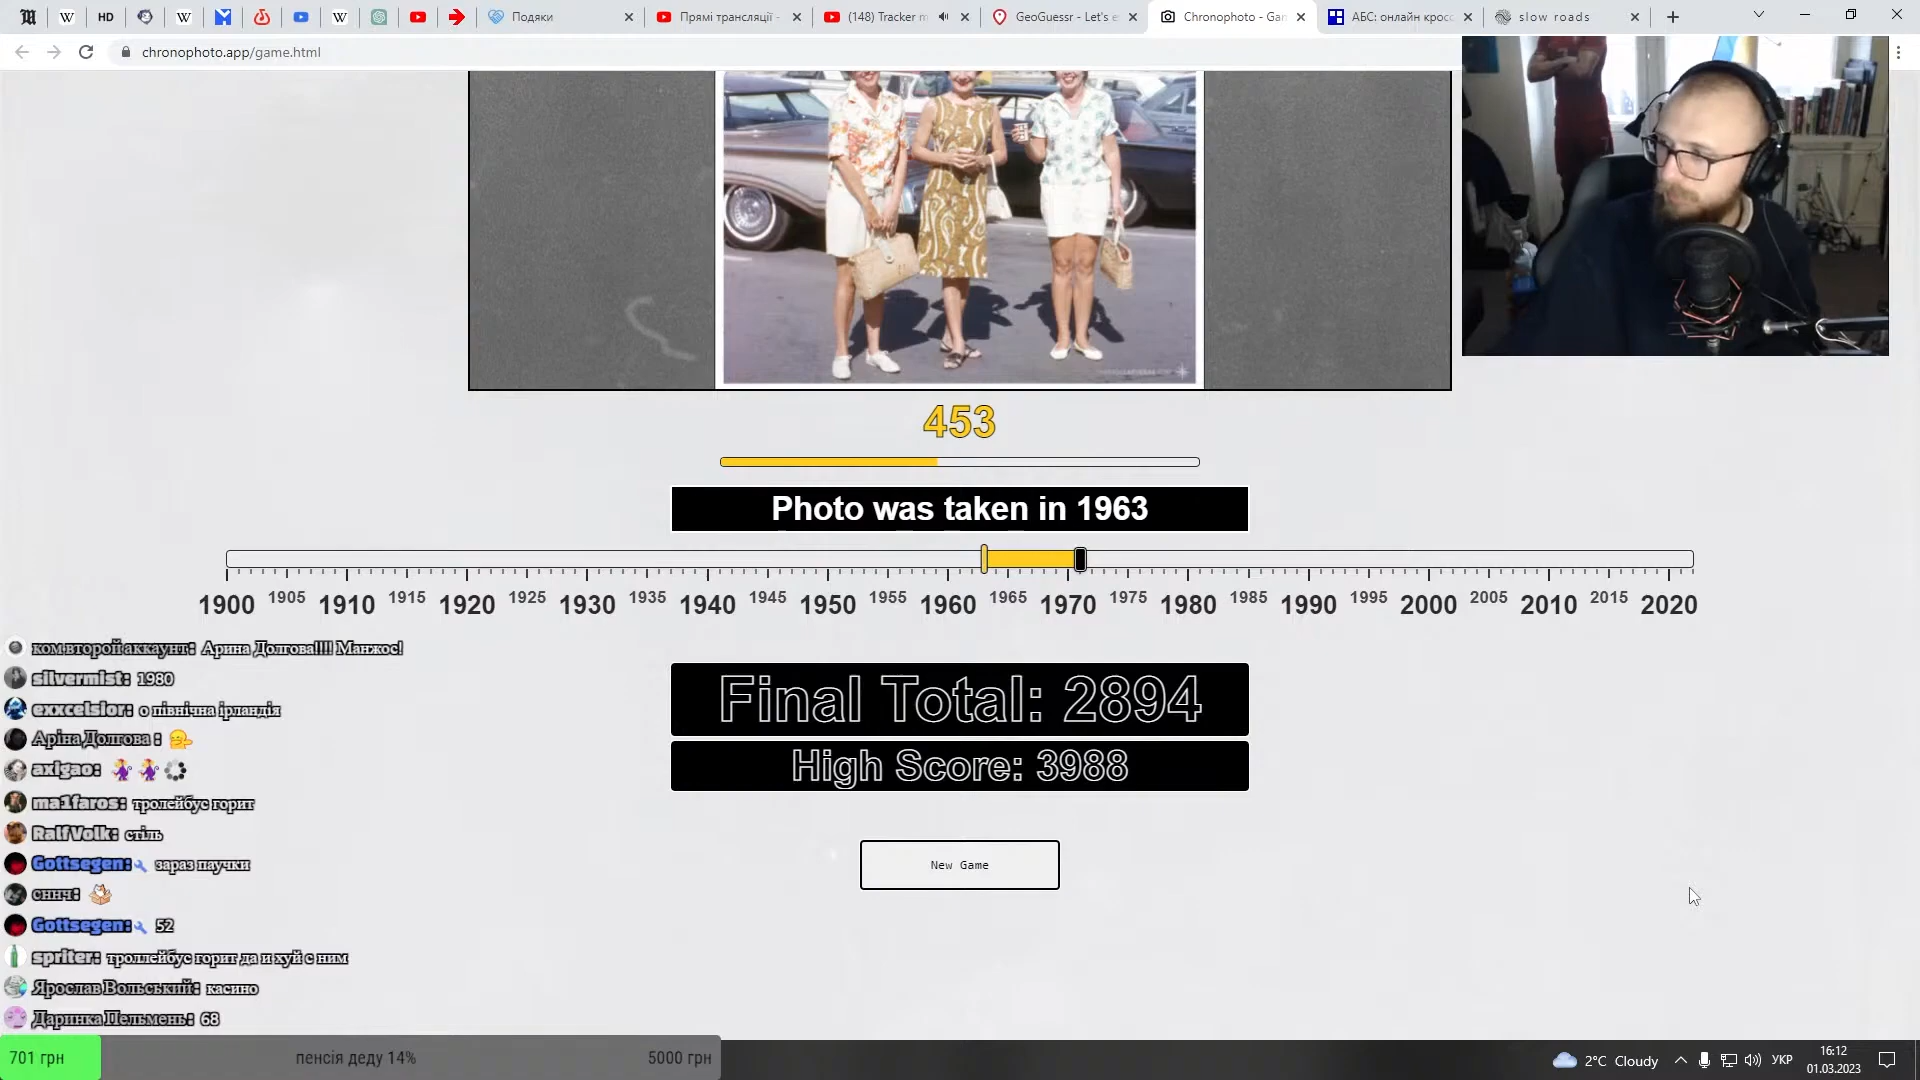 HD
Подяки
Прямі трансляції -
(148) Tracker m
GeoGuessr - Let's e
Chronophoto - Gam
АБС: онлайн кросс
slow roads
chronophoto.app/game.html
453
Photo was taken in 1963
1900 1905 1910 1915 1920 1925 1930 1935 1940 1945 1950 1955 1960 1965 1970 1975 1980 1985 1990 1995 2000 2005 2010 2015 2020
ком.второй аккаунт: Арина Долгова!!!! Манжос!
silvermist: 1980
exxcelsior: о північна ірландія
Аріна Долгова :
axigao:
ma1faros: тролейбус горит
RalfVolk: стіль
Gottsegen: зараз паучки
Gottsegen: 52
spriter: троллейбус горит да и хуй с ним
Ярослав Вольський: касино
Даринка Пельмень: 68
Final Total: 2894
High Score: 3988
New Game
701 грн
пенсія деду 14%
5000 грн
2°C Cloudy
УКР
16:12
01.03.2023